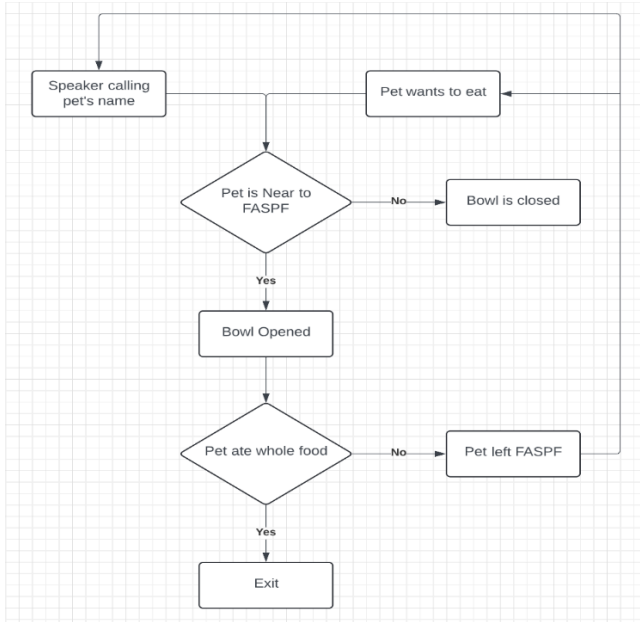 Speaker calling
pet's name
Pet wants to eat
Pet is Near to
FASPF
No
Bowl is closed
Yes
Bowl Opened
Pet ate whole food
No
Pet left FASPF
Yes
Exit